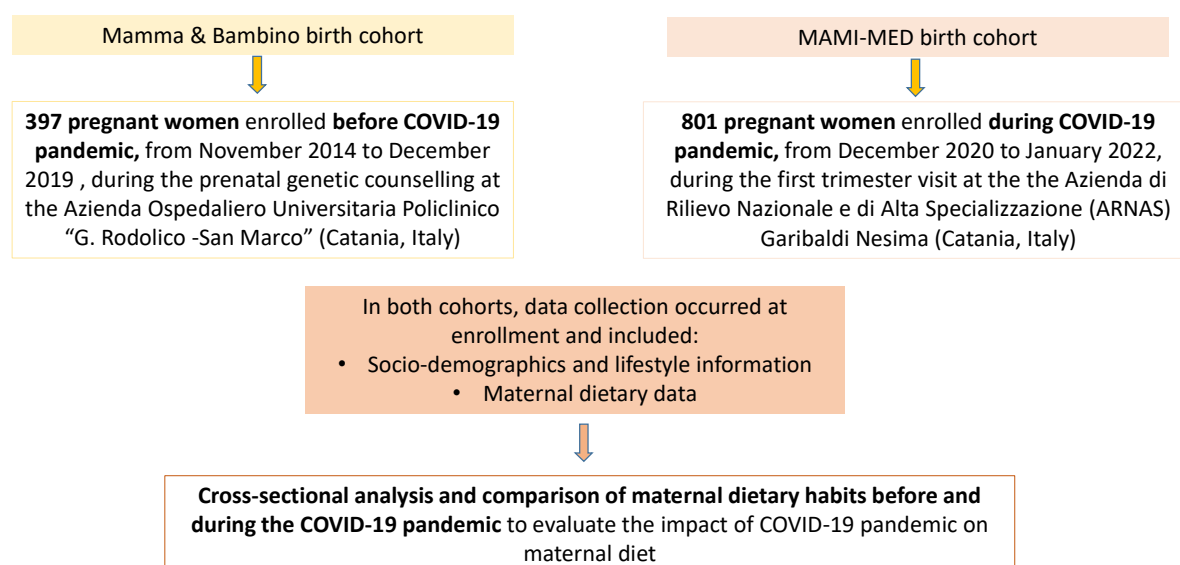 Mamma & Bambino birth cohort
397 pregnant women enrolled before COVID-19
pandemic, from November 2014 to December
2019 , during the prenatal genetic counselling at
the Azienda Ospedaliero Universitaria Policlinico
“G. Rodolico -San Marco” (Catania, Italy)
MAMI-MED birth cohort
801 pregnant women enrolled during COVID-19
pandemic, from December 2020 to January 2022,
during the first trimester visit at the the Azienda di
Rilievo Nazionale e di Alta Specializzazione (ARNAS)
Garibaldi Nesima (Catania, Italy)
In both cohorts, data collection occurred at
enrollment and included:
• Socio-demographics and lifestyle information
• Maternal dietary data
Cross-sectional analysis and comparison of maternal dietary habits before and
during the COVID-19 pandemic to evaluate the impact of COVID-19 pandemic on
maternal diet